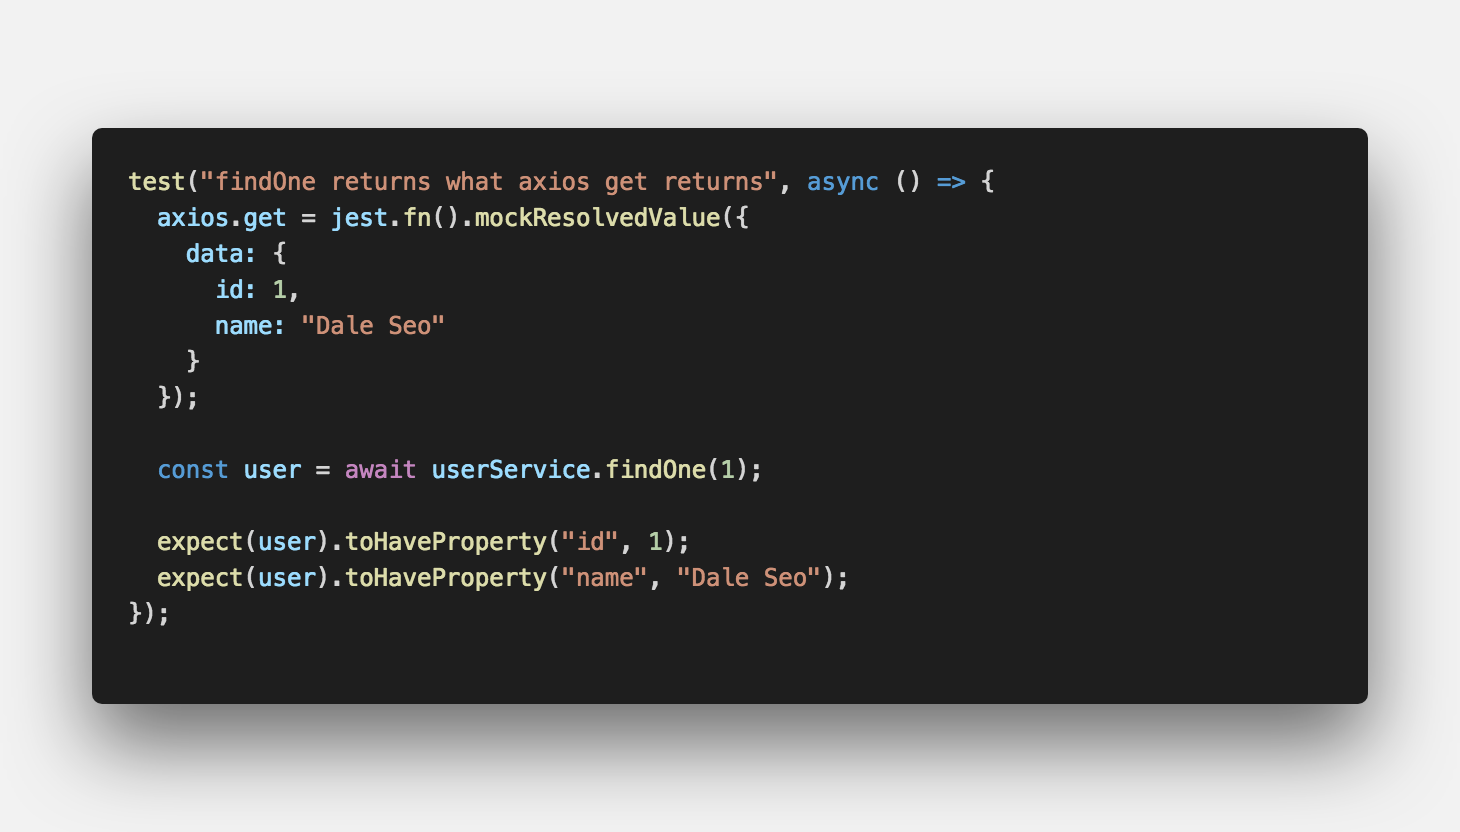 test("findOne returns what axios get returns", async () => {
  axios.get = jest.fn().mockResolvedValue({
    data: {
      id: 1,
      name: "Dale Seo"
    }
  });

  const user = await userService.findOne(1);

  expect(user).toHaveProperty("id", 1);
  expect(user).toHaveProperty("name", "Dale Seo");
});